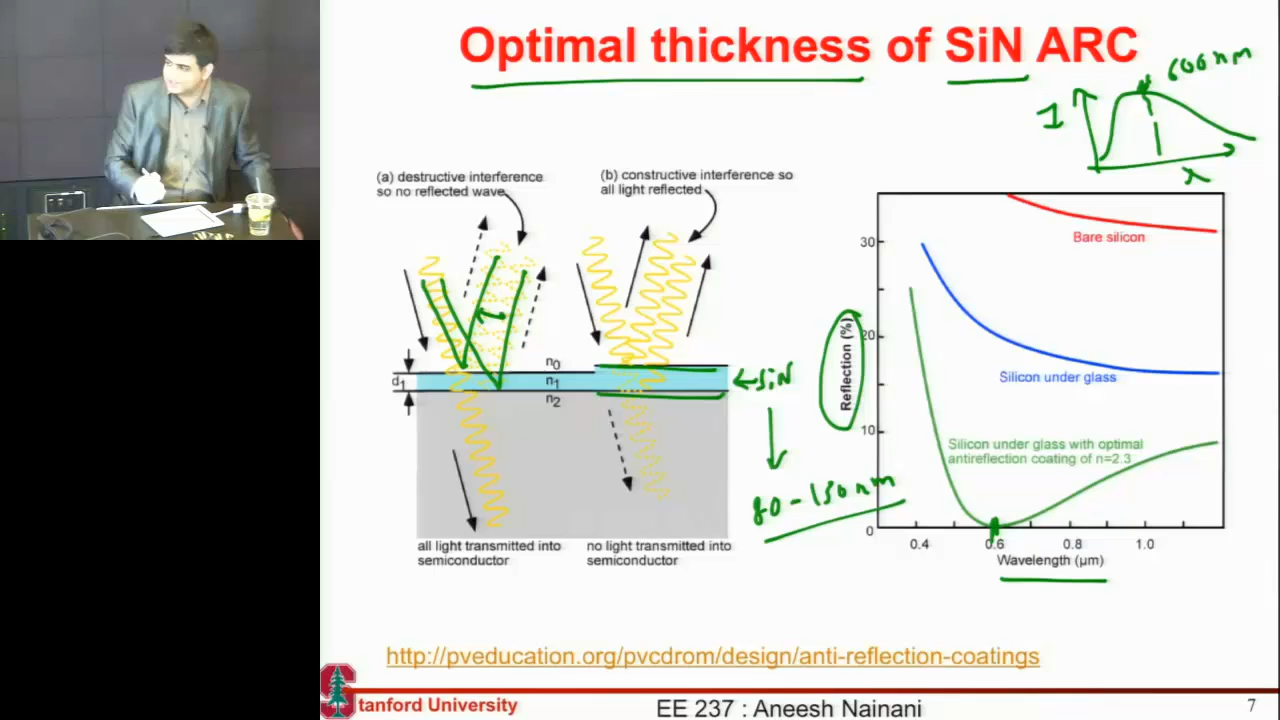 Optimal thickness of SiN ARC
600 nm
I
λ
(a) destructive interference
so no reflected wave
(b) constructive interference so
all light reflected
n0
d1
n1
n2
← SiN
80-150 nm
all light transmitted into
semiconductor
no light transmitted into
semiconductor
30
20
10
0
Reflection (%)
Bare silicon
Silicon under glass
Silicon under glass with optimal
antireflection coating of n=2.3
0.4
0.6
0.8
1.0
Wavelength (µm)
http://pveducation.org/pvcdrom/design/anti-reflection-coatings
Stanford University
EE 237 : Aneesh Nainani
7